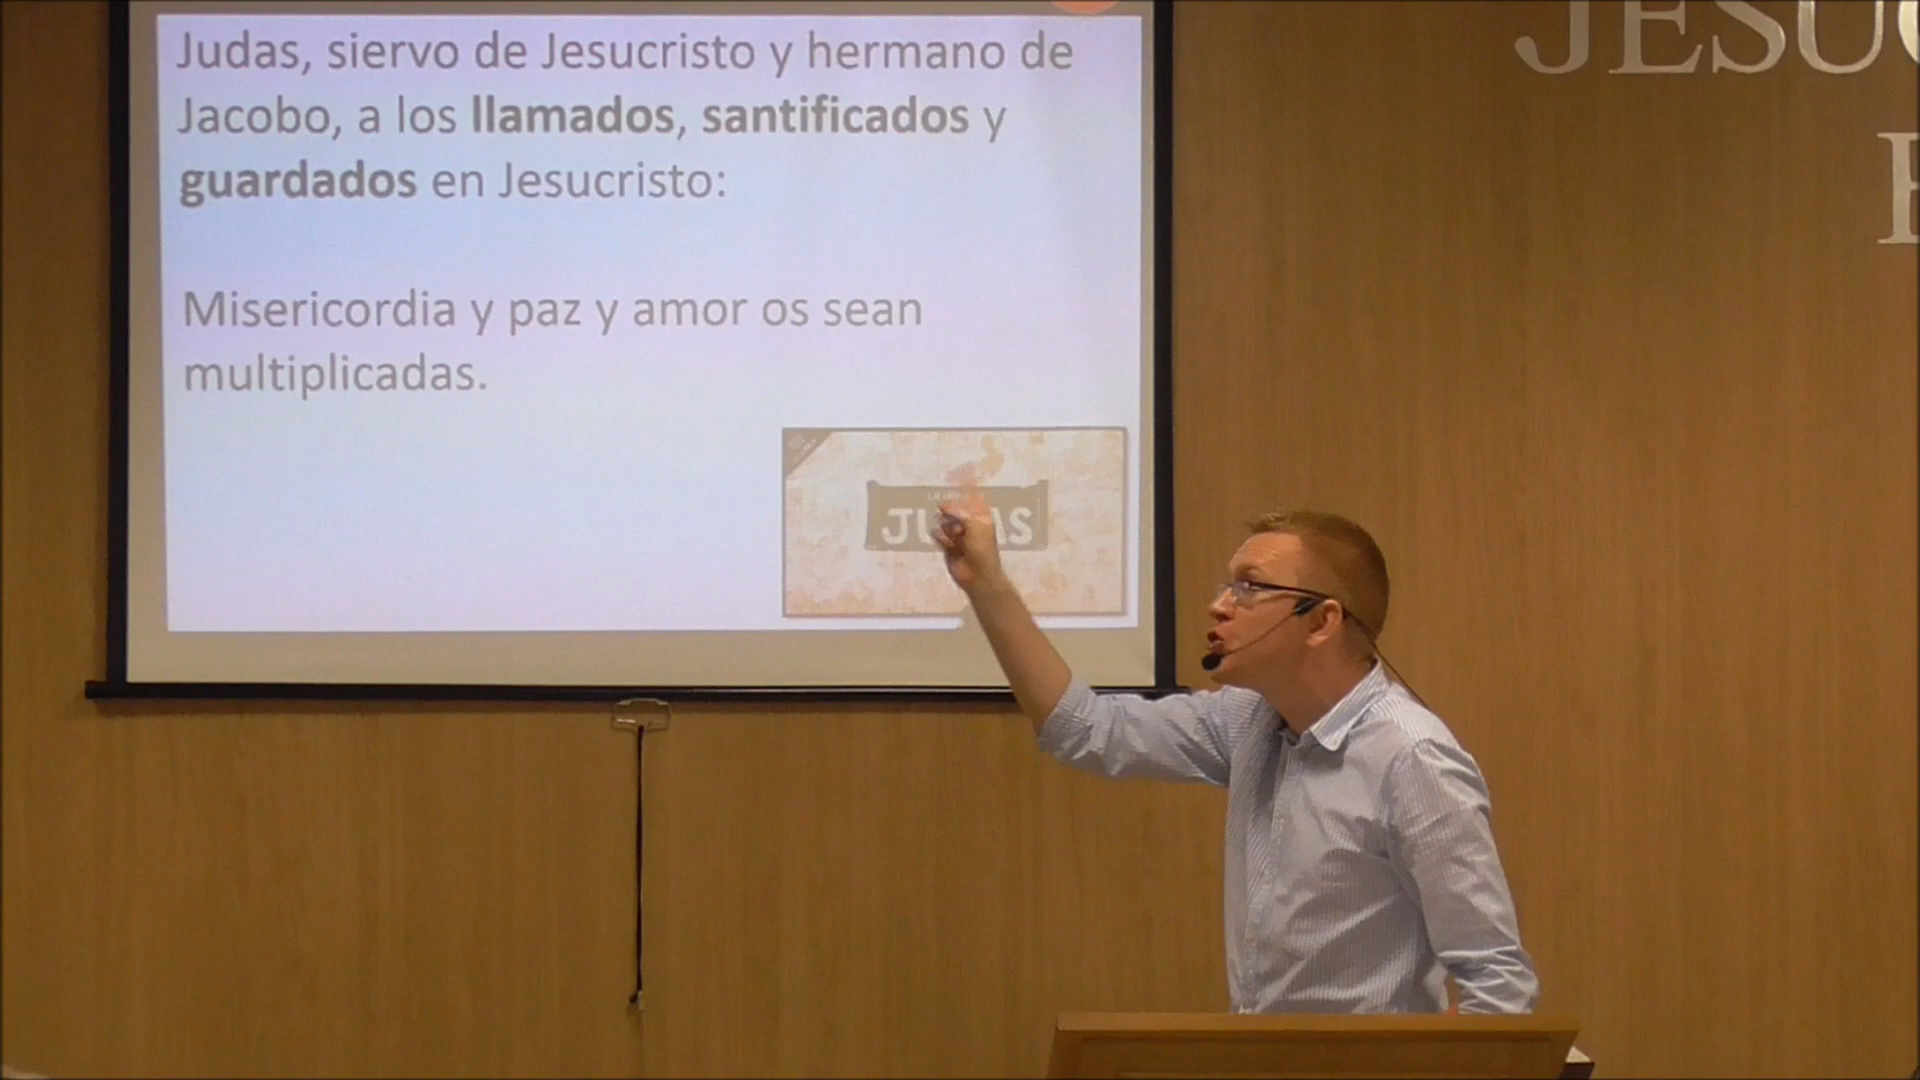 Judas, siervo de Jesucristo y hermano de
Jacobo, a los llamados, santificados y
guardados en Jesucristo:
Misericordia y paz y amor os sean
multiplicadas.